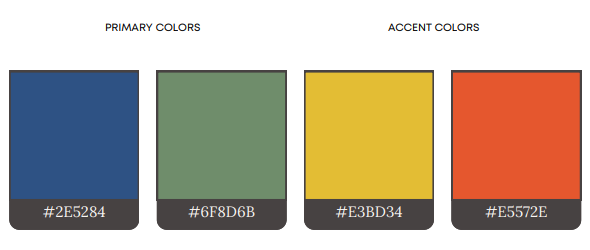 PRIMARY COLORS
ACCENT COLORS
#2E5284
#6F8D6B
#E3BD34
#E5572E